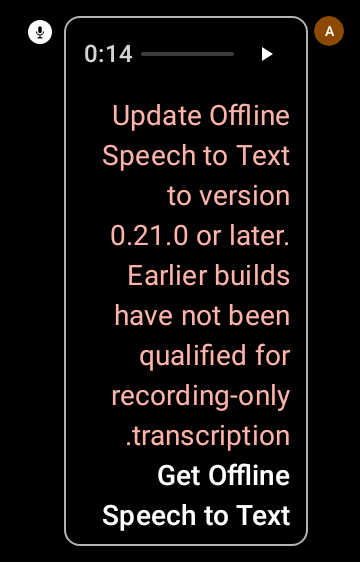 0:14
A
Update Offline
Speech to Text
to version
0.21.0 or later.
Earlier builds
have not been
qualified for
recording-only
.transcription
Get Offline
Speech to Text